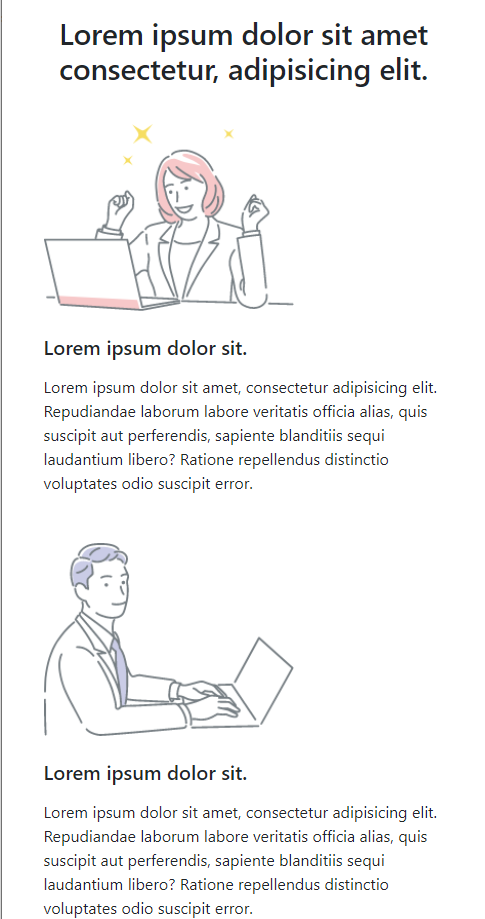 Lorem ipsum dolor sit amet
consectetur, adipisicing elit.
Lorem ipsum dolor sit.
Lorem ipsum dolor sit amet, consectetur adipisicing elit.
Repudiandae laborum labore veritatis officia alias, quis
suscipit aut perferendis, sapiente blanditiis sequi
laudantium libero? Ratione repellendus distinctio
voluptates odio suscipit error.
Lorem ipsum dolor sit.
Lorem ipsum dolor sit amet, consectetur adipisicing elit.
Repudiandae laborum labore veritatis officia alias, quis
suscipit aut perferendis, sapiente blanditiis sequi
laudantium libero? Ratione repellendus distinctio
voluptates odio suscipit error.